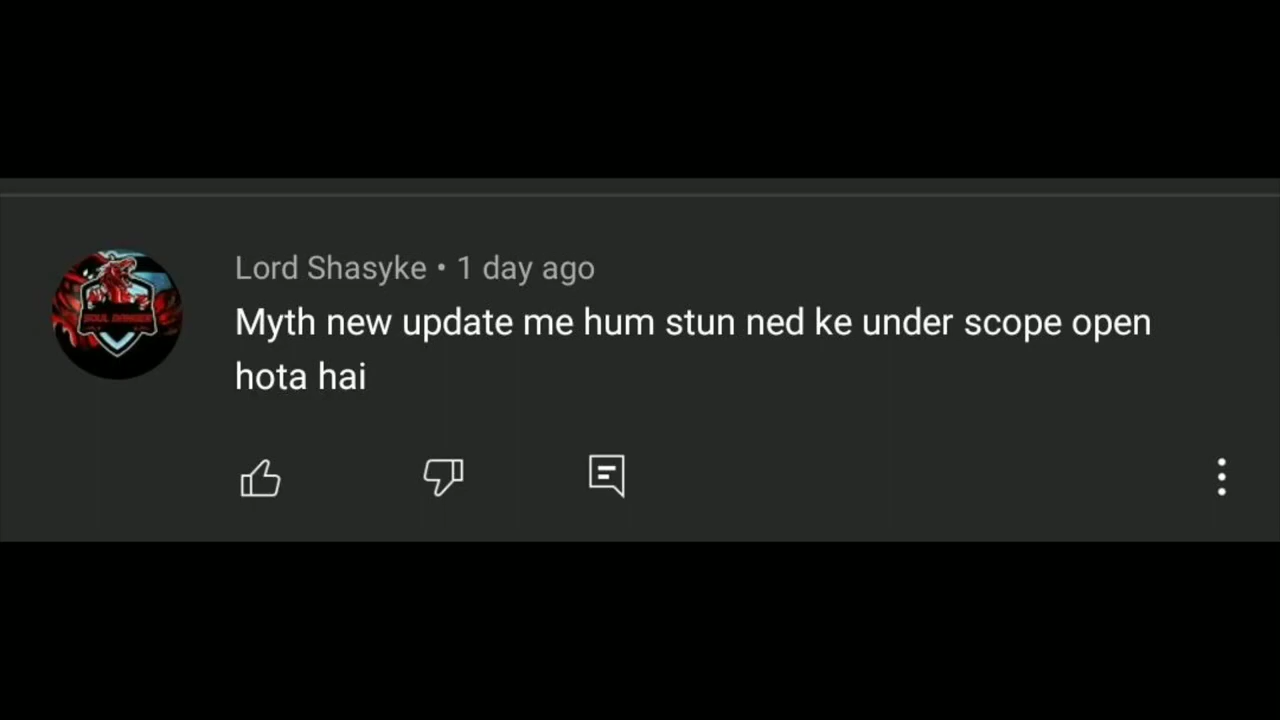 Lord Shasyke • 1 day ago
Myth new update me hum stun ned ke under scope open
hota hai